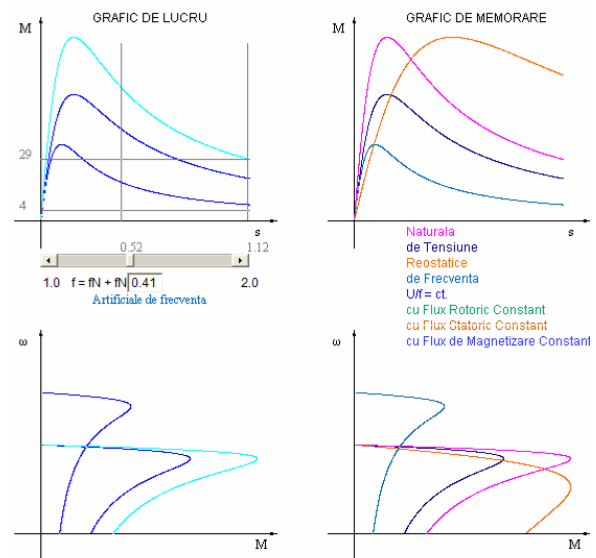 GRAFIC DE LUCRU
M
29
4
s
0.52
1.12
1.0 f = fN + fN 0.41 2.0
Artificiale de frecventa
GRAFIC DE MEMORARE
M
s
Naturala
de Tensiune
Reostatice
de Frecventa
U/f = ct.
cu Flux Rotoric Constant
cu Flux Statoric Constant
cu Flux de Magnetizare Constant
ω
M
ω
M